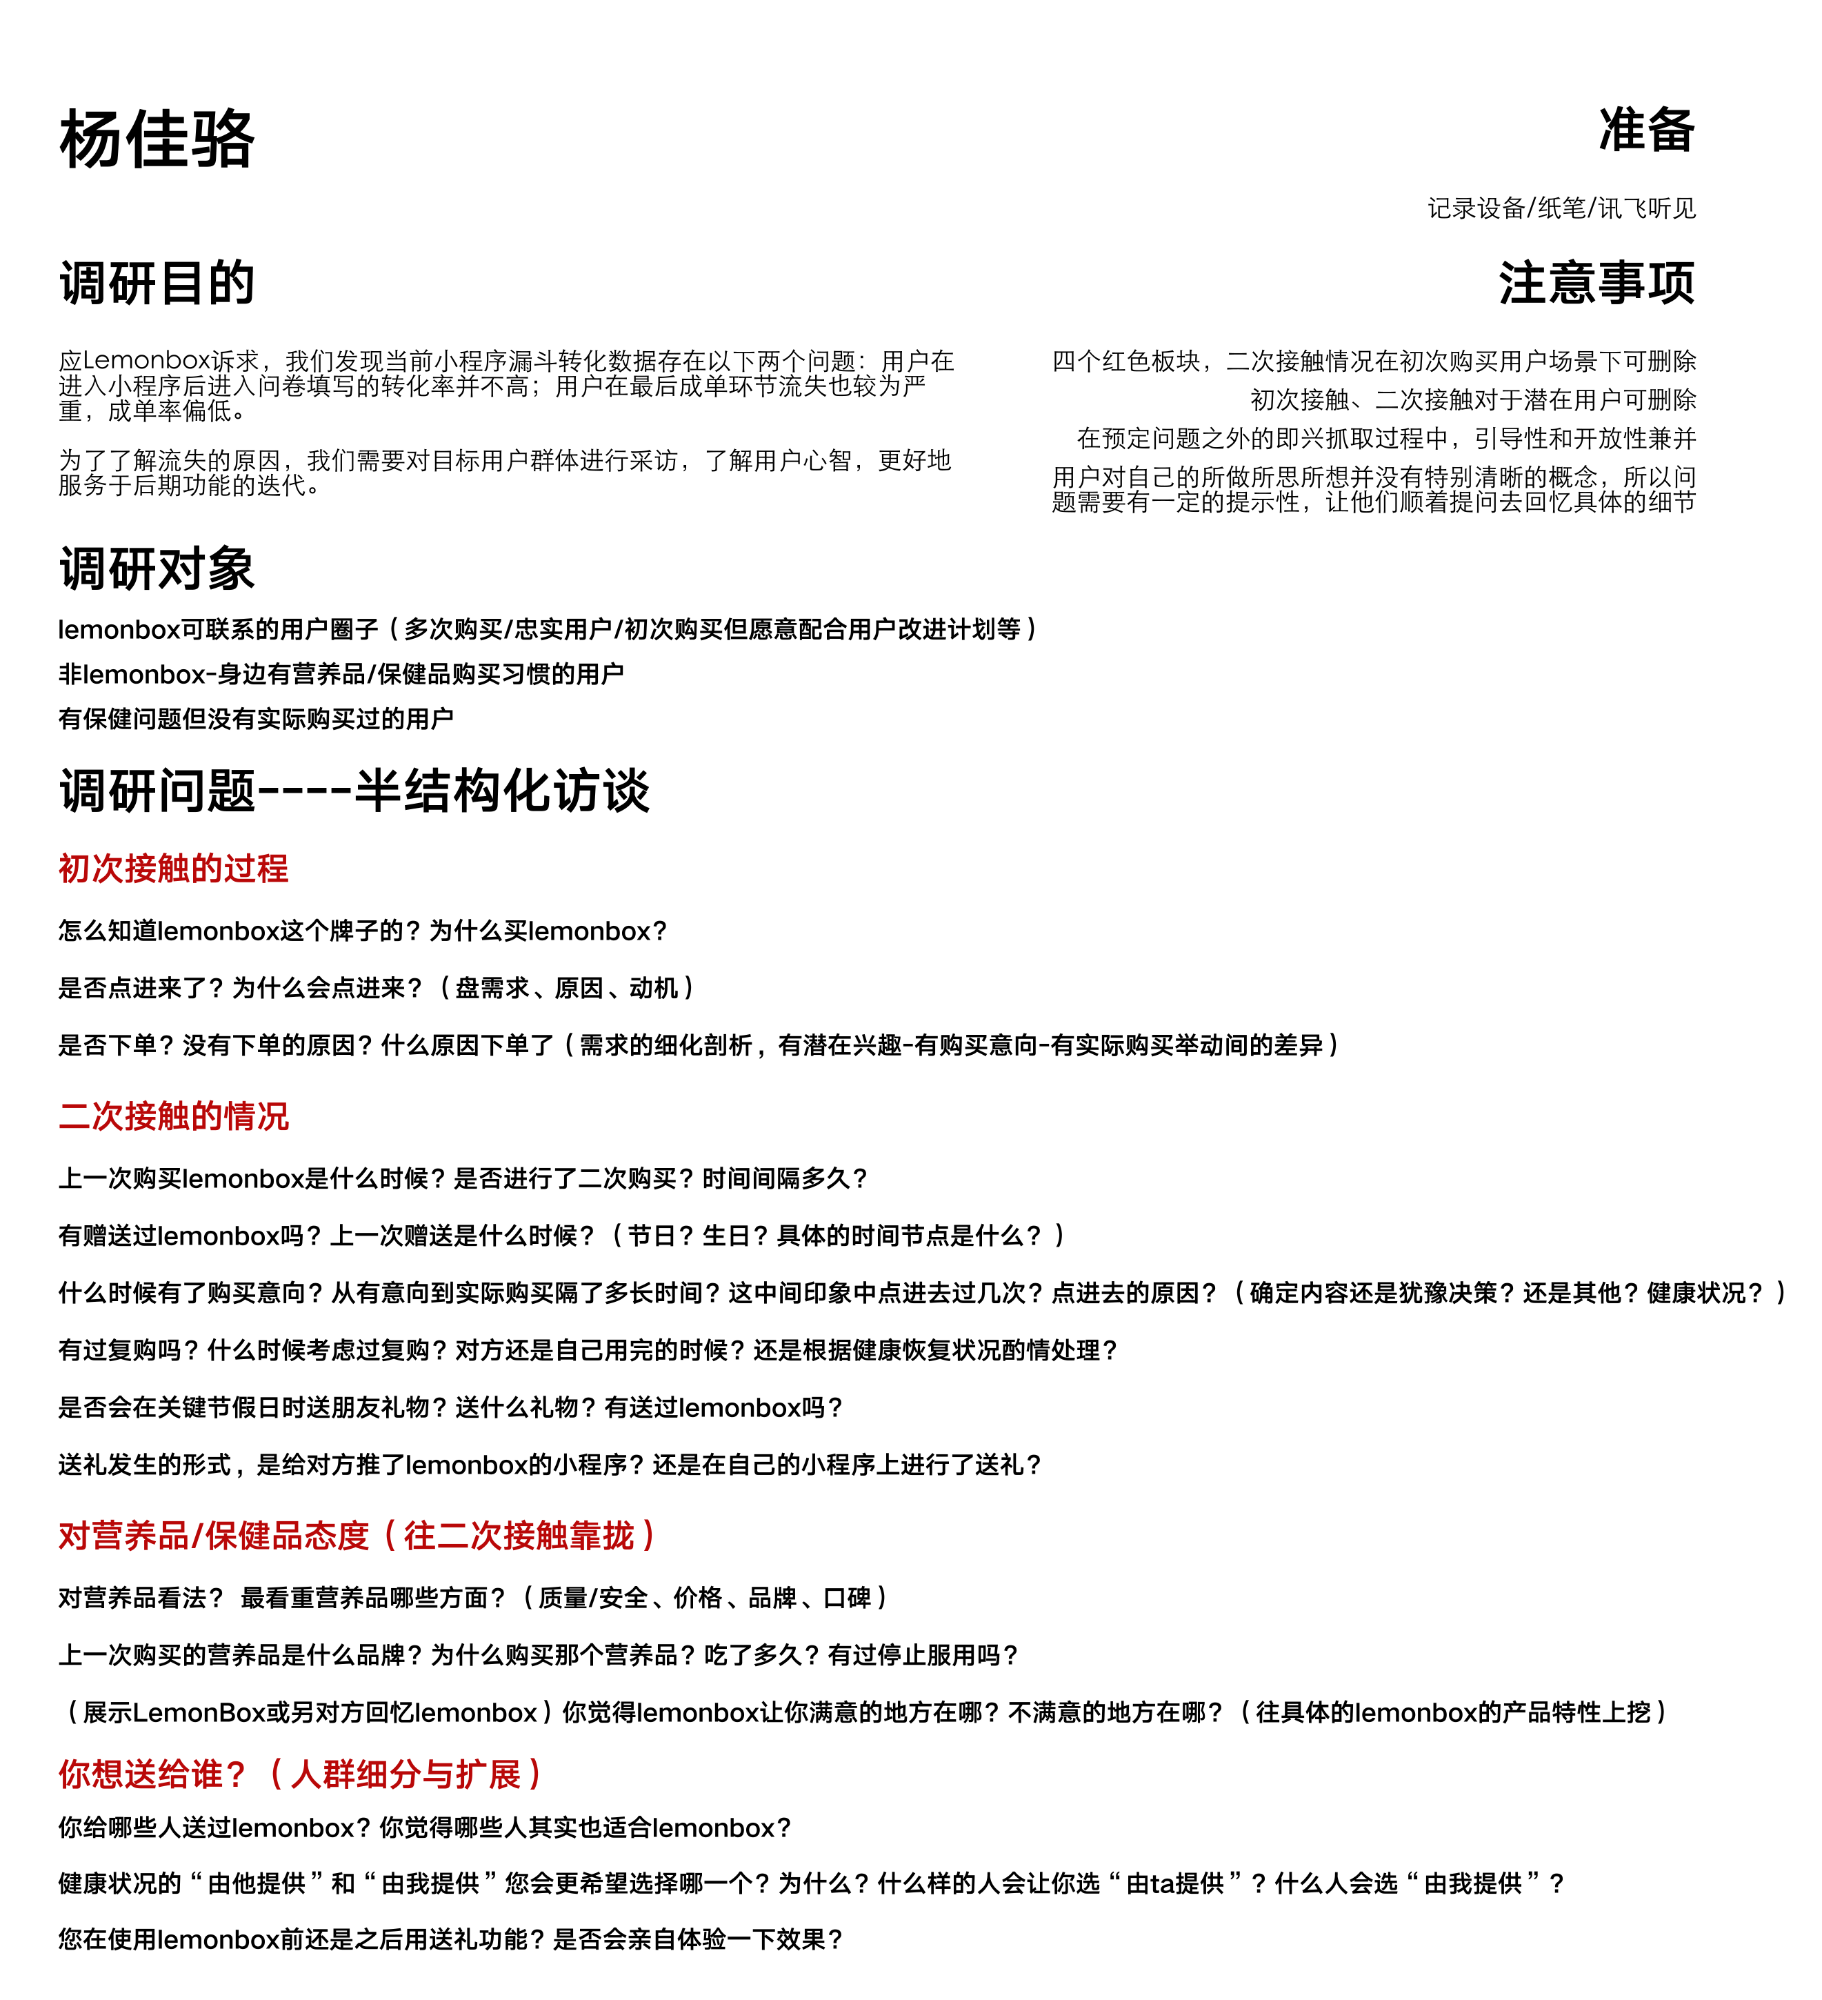 杨佳骆
准备
记录设备/纸笔/讯飞听见
调研目的
应Lemonbox诉求，我们发现当前小程序漏斗转化数据存在以下两个问题：用户在
进入小程序后进入问卷填写的转化率并不高；用户在最后成单环节流失也较为严
重，成单率偏低。
为了了解流失的原因，我们需要对目标用户群体进行采访，了解用户心智，更好地
服务于后期功能的迭代。
注意事项
四个红色板块，二次接触情况在初次购买用户场景下可删除
初次接触、二次接触对于潜在用户可删除
在预定问题之外的即兴抓取过程中，引导性和开放性兼并
用户对自己的所做所思所想并没有特别清晰的概念，所以问
题需要有一定的提示性，让他们顺着提问去回忆具体的细节
调研对象
lemonbox可联系的用户圈子（多次购买/忠实用户/初次购买但愿意配合用户改进计划等）
非lemonbox-身边有营养品/保健品购买习惯的用户
有保健问题但没有实际购买过的用户
调研问题----半结构化访谈
初次接触的过程
怎么知道lemonbox这个牌子的？为什么买lemonbox？
是否点进来了？为什么会点进来？（盘需求、原因、动机）
是否下单？没有下单的原因？什么原因下单了（需求的细化剖析，有潜在兴趣-有购买意向-有实际购买举动间的差异）
二次接触的情况
上一次购买lemonbox是什么时候？是否进行了二次购买？时间间隔多久？
有赠送过lemonbox吗？上一次赠送是什么时候？（节日？生日？具体的时间节点是什么？）
什么时候有了购买意向？从有意向到实际购买隔了多长时间？这中间印象中点进去过几次？点进去的原因？（确定内容还是犹豫决策？还是其他？健康状况？）
有过复购吗？什么时候考虑过复购？对方还是自己用完的时候？还是根据健康恢复状况酌情处理？
是否会在关键节假日时送朋友礼物？送什么礼物？有送过lemonbox吗？
送礼发生的形式，是给对方推了lemonbox的小程序？还是在自己的小程序上进行了送礼？
对营养品/保健品态度（往二次接触靠拢）
对营养品看法？ 最看重营养品哪些方面？（质量/安全、价格、品牌、口碑）
上一次购买的营养品是什么品牌？为什么购买那个营养品？吃了多久？有过停止服用吗？
（展示LemonBox或另对方回忆lemonbox）你觉得lemonbox让你满意的地方在哪？不满意的地方在哪？（往具体的lemonbox的产品特性上挖）
你想送给谁？（人群细分与扩展）
你给哪些人送过lemonbox？你觉得哪些人其实也适合lemonbox？
健康状况的“由他提供”和“由我提供”您会更希望选择哪一个？为什么？什么样的人会让你选“由ta提供”？什么人会选“由我提供”？
您在使用lemonbox前还是之后用送礼功能？是否会亲自体验一下效果？